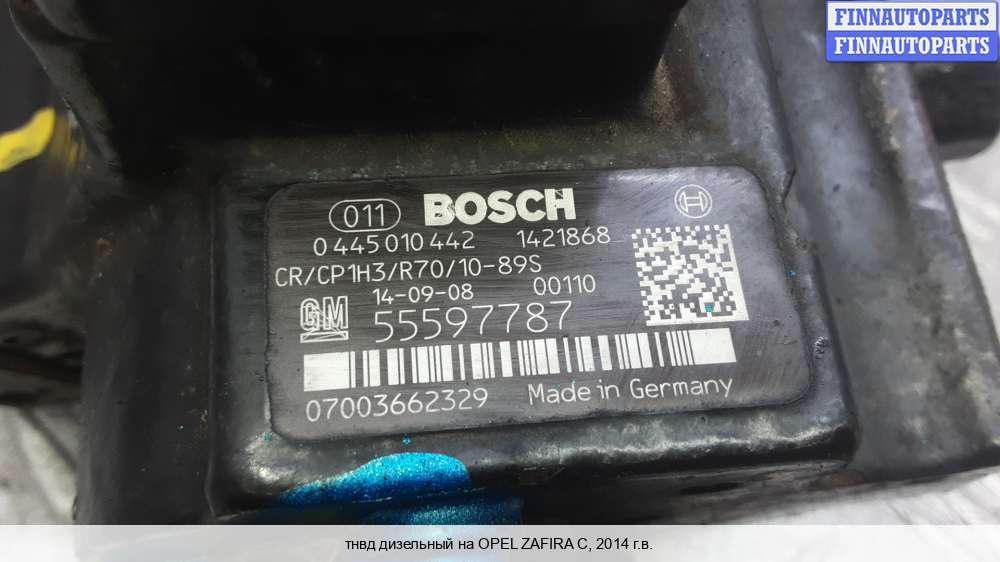 FINNAUTOPARTS
FINNAUTOPARTS
011 BOSCH
0 445 010 442 1421868
CR/CP1H3/R70/10-89S
14-09-08 00110
GM 55597787
07003662329 Made in Germany
тнвд дизельный на OPEL ZAFIRA C, 2014 г.в.